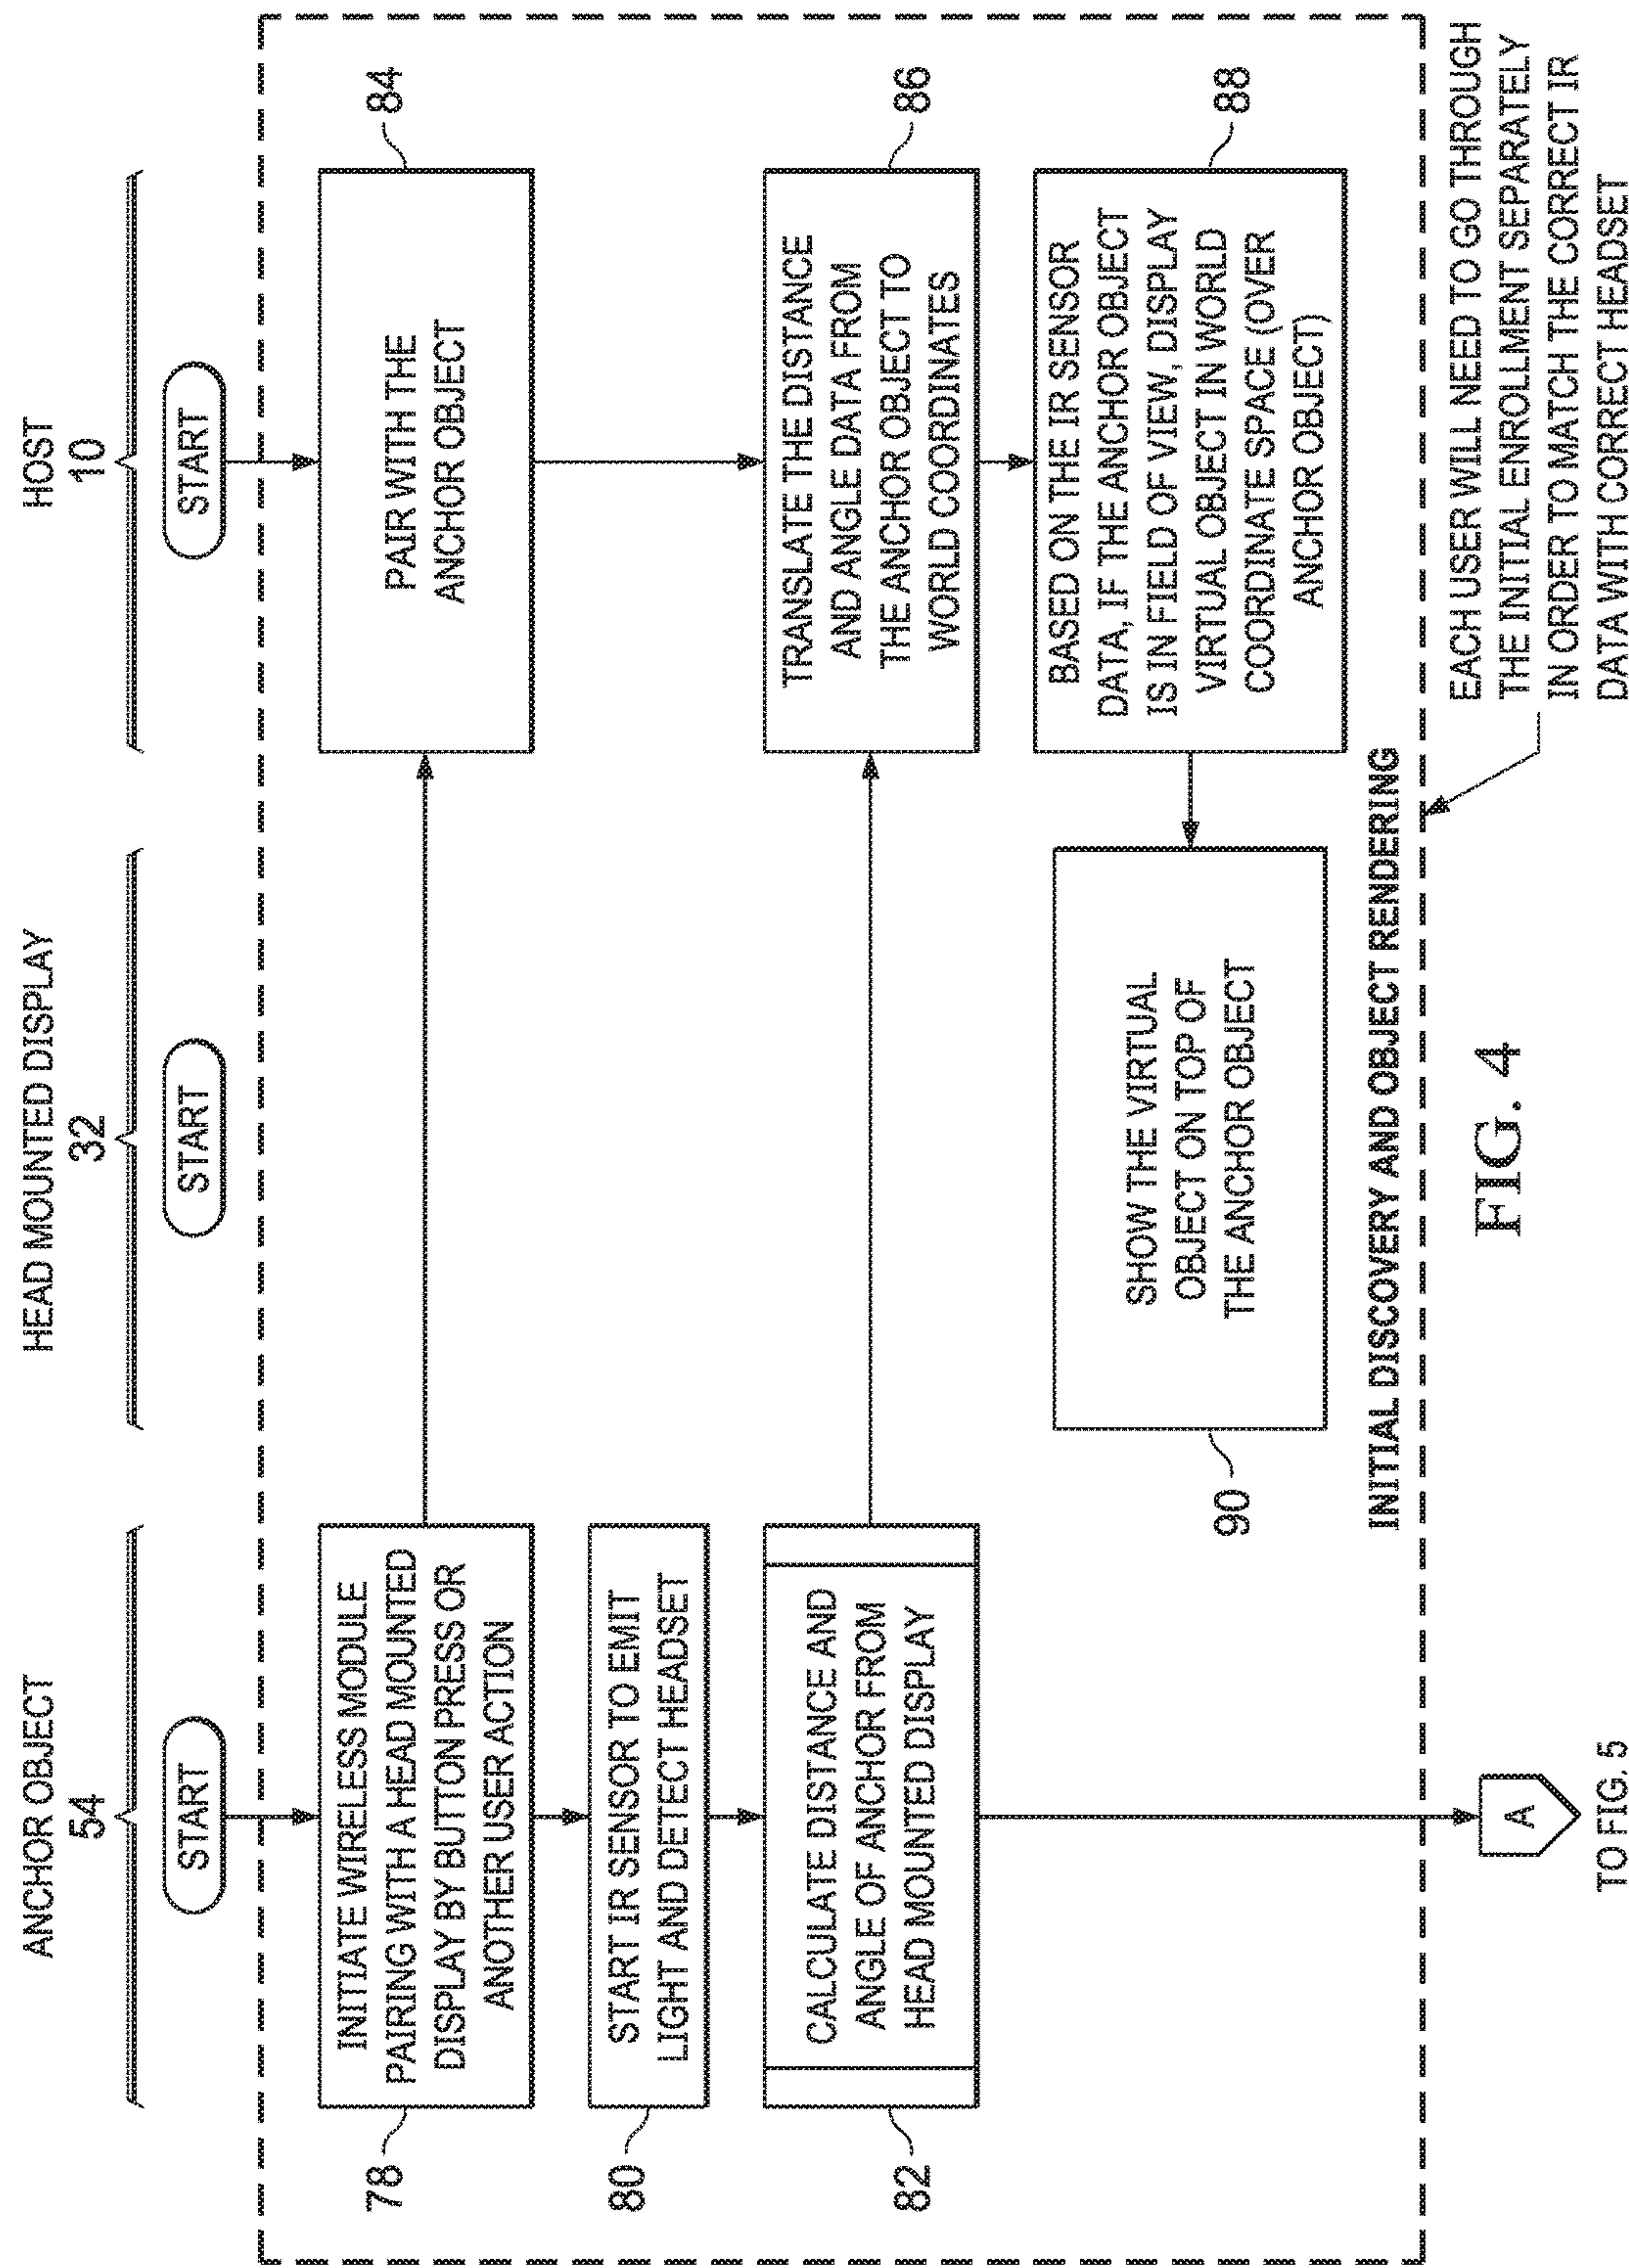 ANCHOR OBJECT
54
START
INITIATE WIRELESS MODULE
PAIRING WITH A HEAD MOUNTED
DISPLAY BY BUTTON PRESS OR
ANOTHER USER ACTION
78
START IR SENSOR TO EMIT
LIGHT AND DETECT HEADSET
80
CALCULATE DISTANCE AND
ANGLE OF ANCHOR FROM
HEAD MOUNTED DISPLAY
82
A
TO FIG. 5
HEAD MOUNTED DISPLAY
32
START
SHOW THE VIRTUAL
OBJECT ON TOP OF
THE ANCHOR OBJECT
90
HOST
10
START
PAIR WITH THE
ANCHOR OBJECT
84
TRANSLATE THE DISTANCE
AND ANGLE DATA FROM
THE ANCHOR OBJECT TO
WORLD COORDINATES
86
BASED ON THE IR SENSOR
DATA, IF THE ANCHOR OBJECT
IS IN FIELD OF VIEW, DISPLAY
VIRTUAL OBJECT IN WORLD
COORDINATE SPACE (OVER
ANCHOR OBJECT)
88
INITIAL DISCOVERY AND OBJECT RENDERING
EACH USER WILL NEED TO GO THROUGH
THE INITIAL ENROLLMENT SEPARATELY
IN ORDER TO MATCH THE CORRECT IR
DATA WITH CORRECT HEADSET
FIG. 4